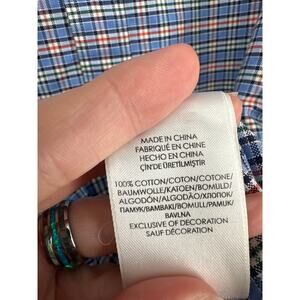 MADE IN CHINA
FABRIQUÉ EN CHINE
HECHO EN CHINA
ÇİN'DE ÜRETİLMİŞTİR
100% COTTON/COTON/COTONE/
BAUMWOLLE/KATOEN/BOMULD/
ALGODÓN/ALGODÃO/ХЛОПОК/
ПАМУК/ΒΑΜΒΑΚΙ/BOMULL/PAMUK/
BAVLNA
EXCLUSIVE OF DECORATION
SAUF DÉCORATION